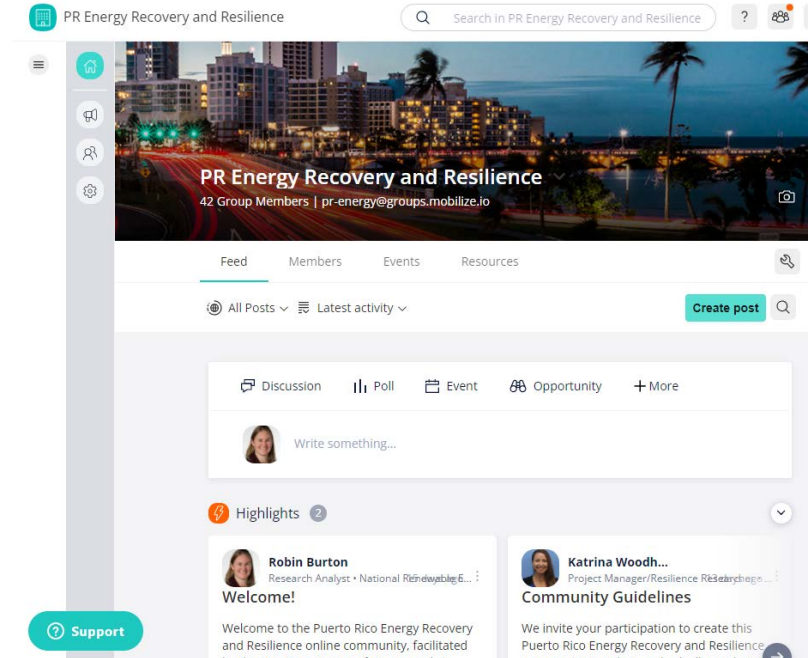 PR Energy Recovery and Resilience
Search in PR Energy Recovery and Resilience
?
PR Energy Recovery and Resilience
42 Group Members | pr-energy@groups.mobilize.io
Feed Members Events Resources
All Posts Latest activity Create post
Discussion Poll Event Opportunity + More
Write something...
Highlights 2
Robin Burton
Research Analyst • National
Welcome!
Welcome to the Puerto Rico Energy Recovery
and Resilience online community, facilitated
Katrina Woodh...
Project Manager/Resilience
Community Guidelines
We invite your participation to create this
Puerto Rico Energy Recovery and Resilience
? Support